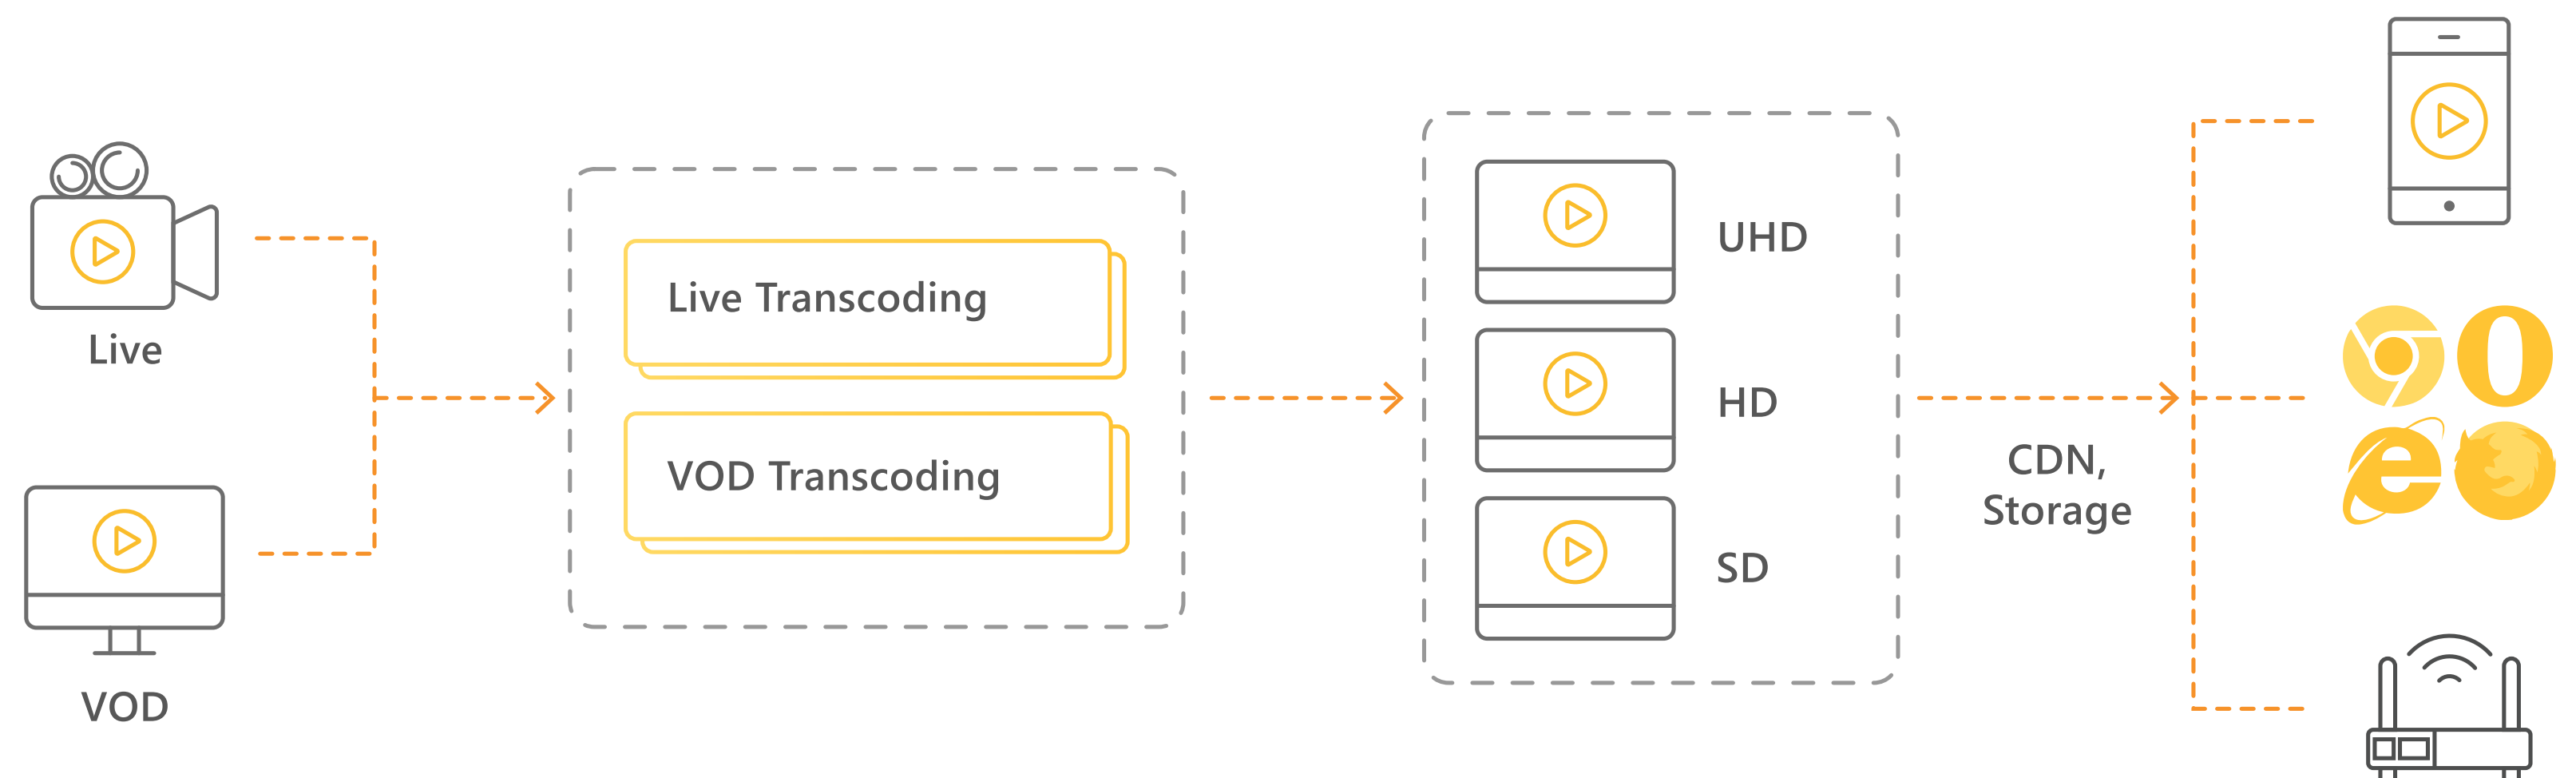 Live
VOD
Live Transcoding
VOD Transcoding
UHD
HD
SD
CDN,
Storage